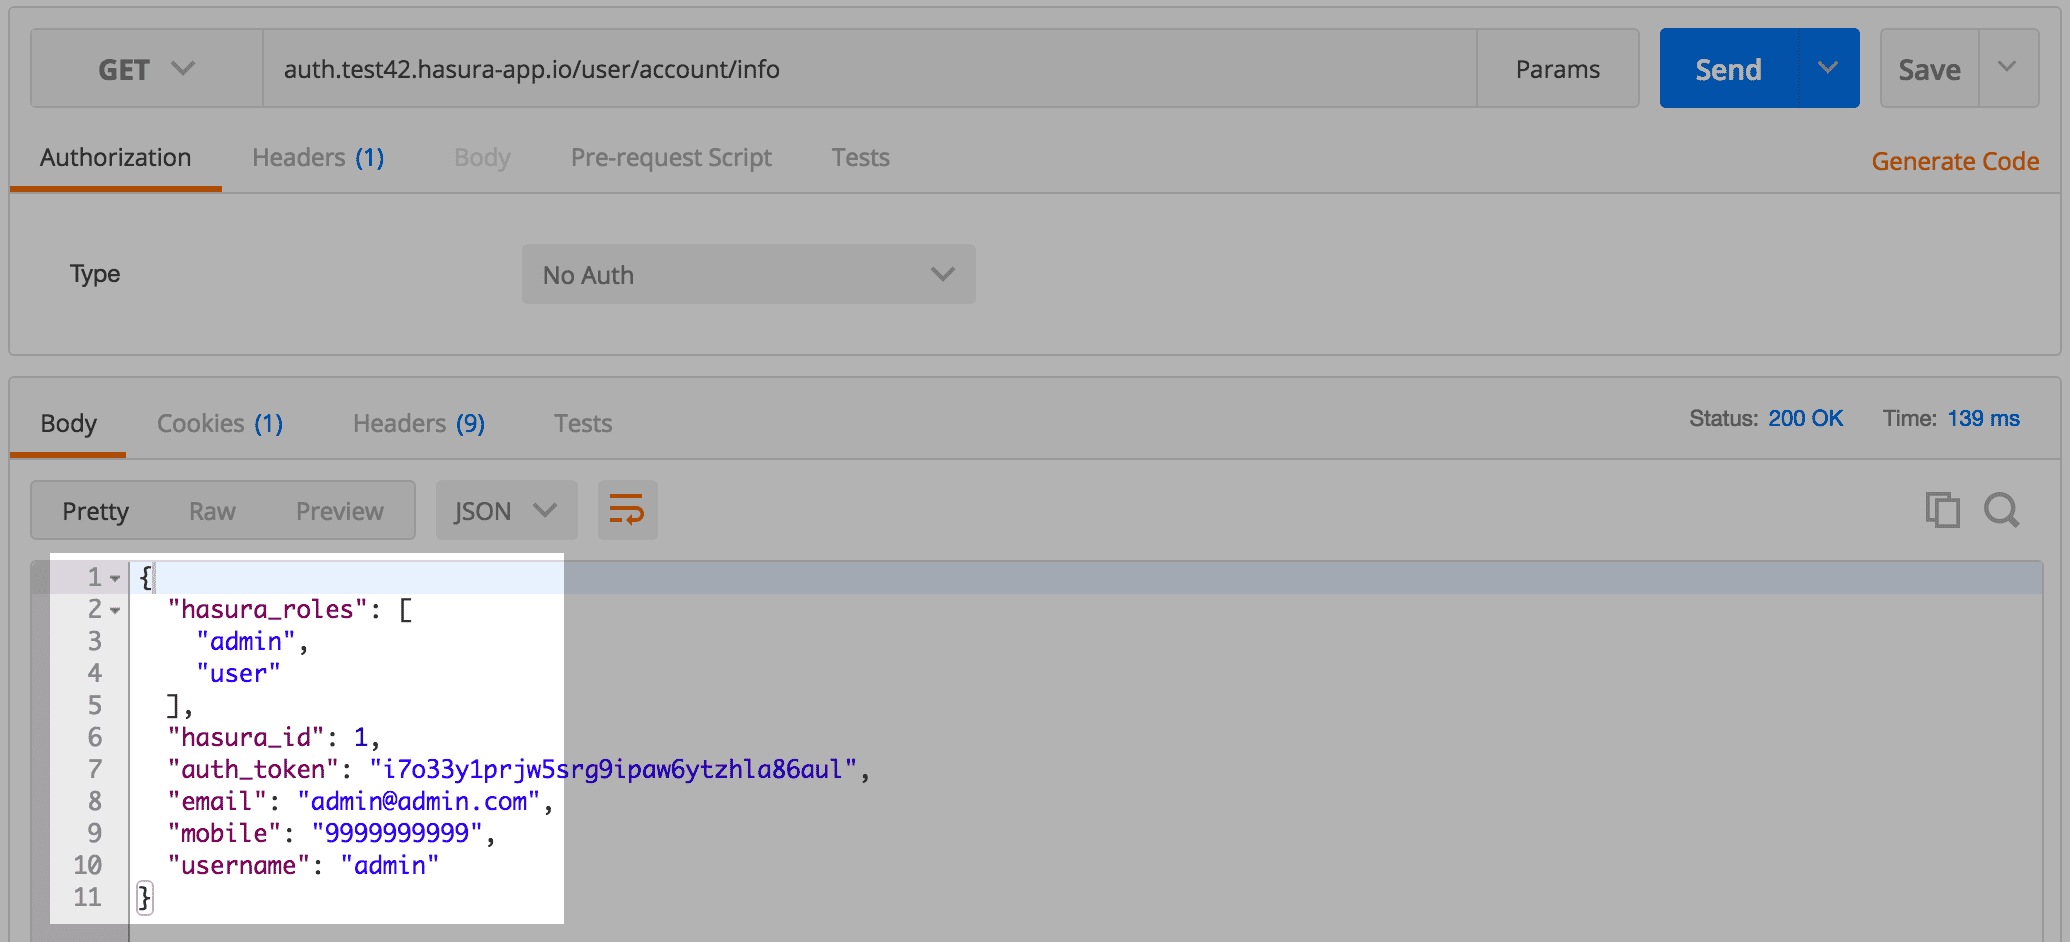 GET auth.test42.hasura-app.io/user/account/info Params Send Save
Authorization Headers (1) Body Pre-request Script Tests Generate Code
Type No Auth
Body Cookies (1) Headers (9) Tests Status: 200 OK Time: 139 ms
Pretty Raw Preview JSON
1 {
2 "hasura_roles": [
3 "admin",
4 "user"
5 ],
6 "hasura_id": 1,
7 "auth_token": "i7o33y1prjw5srg9ipaw6ytzhla86aul",
8 "email": "admin@admin.com",
9 "mobile": "9999999999",
10 "username": "admin"
11 }